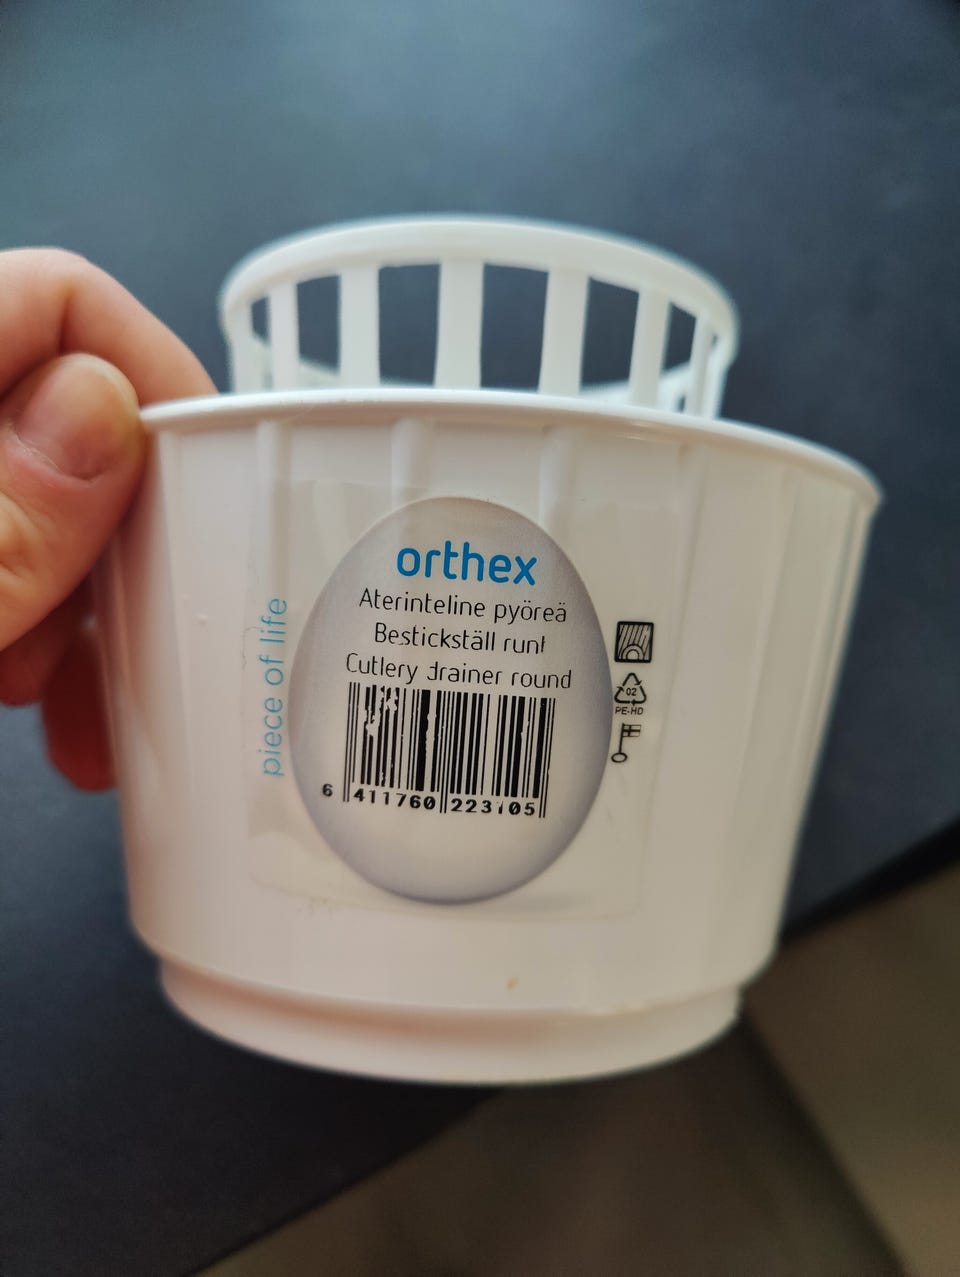 orthex
Aterinteline pyöreä
Bestickställ runt
Cutlery drainer round
6 411760 223105
piece of life
02
PE-HD